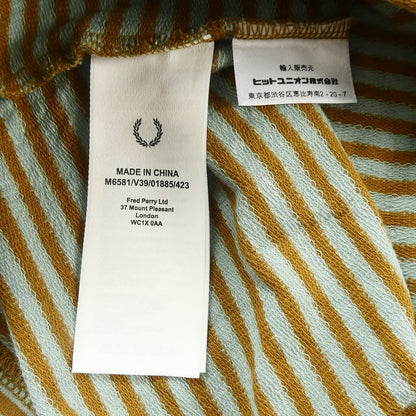 MADE IN CHINA
M6581/V39/01885/423
Fred Perry Ltd
37 Mount Pleasant
London
WC1X 0AA
輸入販売元
ヒットユニオン株式会社
東京都渋谷区恵比寿南2-20-7